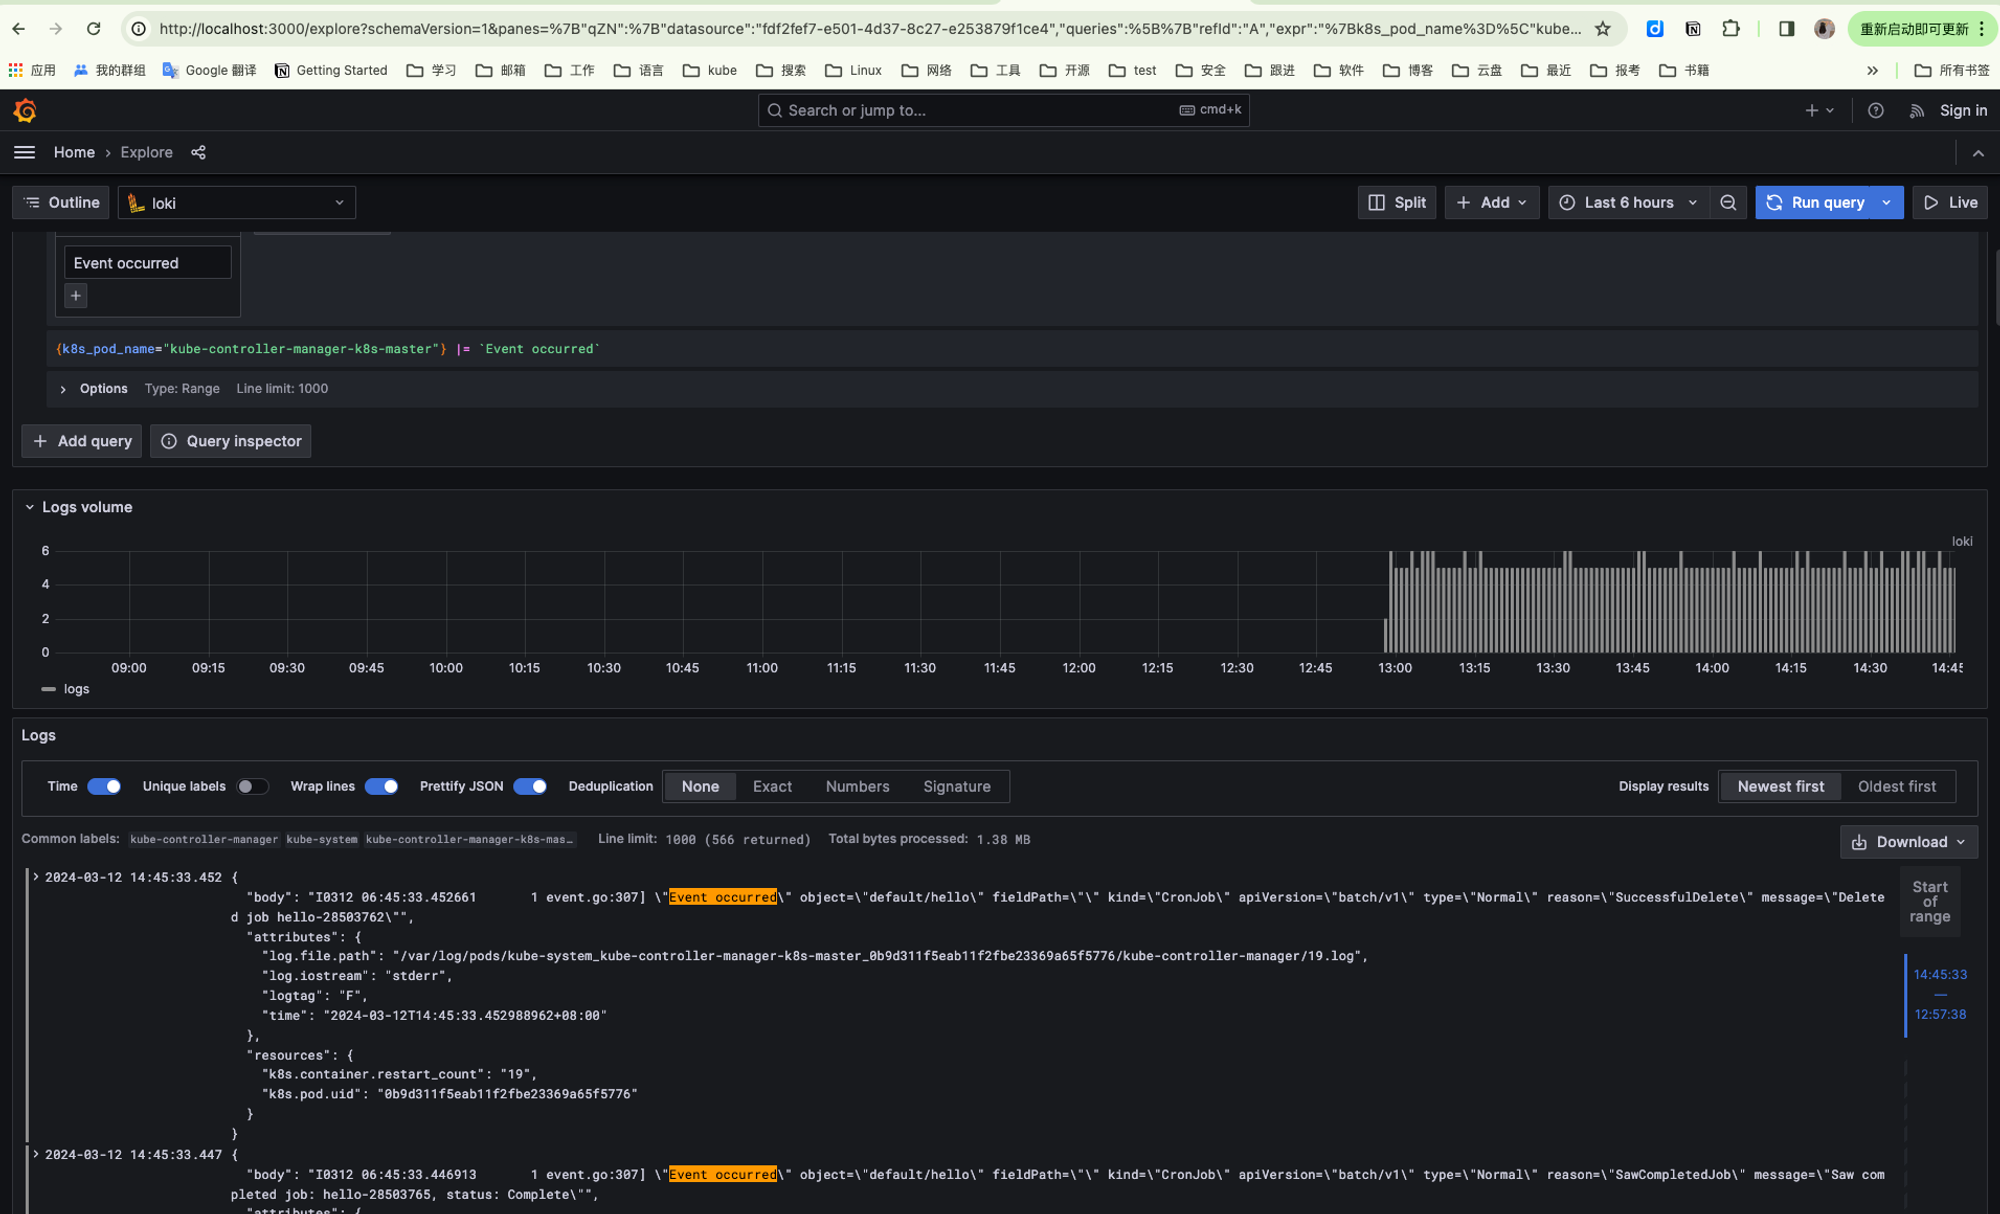 http://localhost:3000/explore?schemaVersion=1&panes=%7B"qZN":%7B"datasource":"fdf2fef7-e501-4d37-8c27-e253879f1ce4","queries":%5B%7B"refId":"A","expr":"%7Bk8s_pod_name%3D%5C"kube...
重新启动即可更新
应用 我的群组 Google 翻译 Getting Started 学习 邮箱 工作 语言 kube 搜索 Linux 网络 工具 开源 test 安全 跟进 软件 博客 云盘 最近 报考 书籍 » 所有书签
Search or jump to... cmd+k Sign in
Home › Explore
Outline loki Split + Add Last 6 hours Run query Live
Event occurred
+
{k8s_pod_name="kube-controller-manager-k8s-master"} |= `Event occurred`
Options Type: Range Line limit: 1000
+ Add query Query inspector
Logs volume
loki
6
4
2
0
09:00 09:15 09:30 09:45 10:00 10:15 10:30 10:45 11:00 11:15 11:30 11:45 12:00 12:15 12:30 12:45 13:00 13:15 13:30 13:45 14:00 14:15 14:30 14:45
logs
Logs
Time Unique labels Wrap lines Prettify JSON Deduplication None Exact Numbers Signature Display results Newest first Oldest first
Common labels: kube-controller-manager kube-system kube-controller-manager-k8s-mas… Line limit: 1000 (566 returned) Total bytes processed: 1.38 MB Download
2024-03-12 14:45:33.452 {
"body": "I0312 06:45:33.452661 1 event.go:307] \"Event occurred\" object=\"default/hello\" fieldPath=\"\" kind=\"CronJob\" apiVersion=\"batch/v1\" type=\"Normal\" reason=\"SuccessfulDelete\" message=\"Delete
d job hello-28503762\"",
"attributes": {
"log.file.path": "/var/log/pods/kube-system_kube-controller-manager-k8s-master_0b9d311f5eab11f2fbe23369a65f5776/kube-controller-manager/19.log",
"log.iostream": "stderr",
"logtag": "F",
"time": "2024-03-12T14:45:33.452988962+08:00"
},
"resources": {
"k8s.container.restart_count": "19",
"k8s.pod.uid": "0b9d311f5eab11f2fbe23369a65f5776"
}
}
2024-03-12 14:45:33.447 {
"body": "I0312 06:45:33.446913 1 event.go:307] \"Event occurred\" object=\"default/hello\" fieldPath=\"\" kind=\"CronJob\" apiVersion=\"batch/v1\" type=\"Normal\" reason=\"SawCompletedJob\" message=\"Saw com
pleted job: hello-28503765, status: Complete\"",
"attributes": {
Start
of
range
14:45:33
—
12:57:38